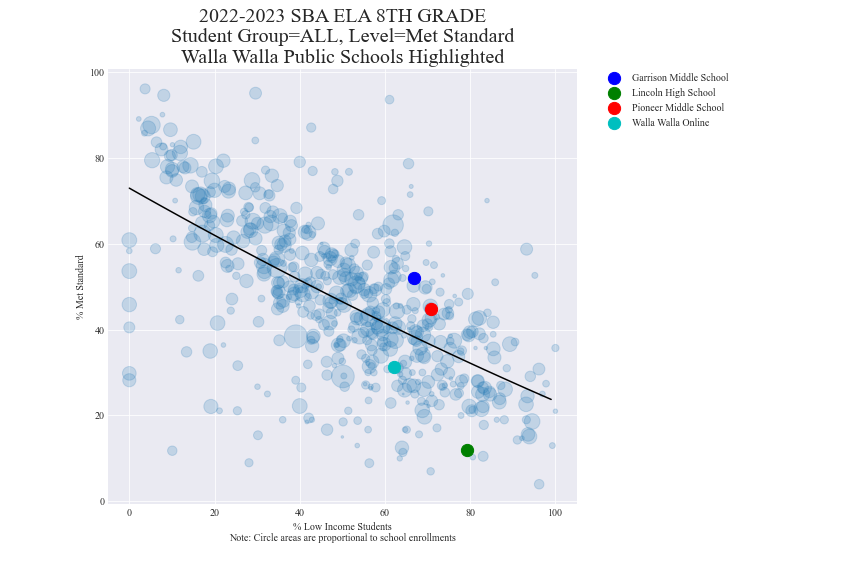 2022-2023 SBA ELA 8TH GRADE
Student Group=ALL, Level=Met Standard
Walla Walla Public Schools Highlighted
100
80
60
40
20
0
% Met Standard
0 20 40 60 80 100
% Low Income Students
Note: Circle areas are proportional to school enrollments
Garrison Middle School
Lincoln High School
Pioneer Middle School
Walla Walla Online